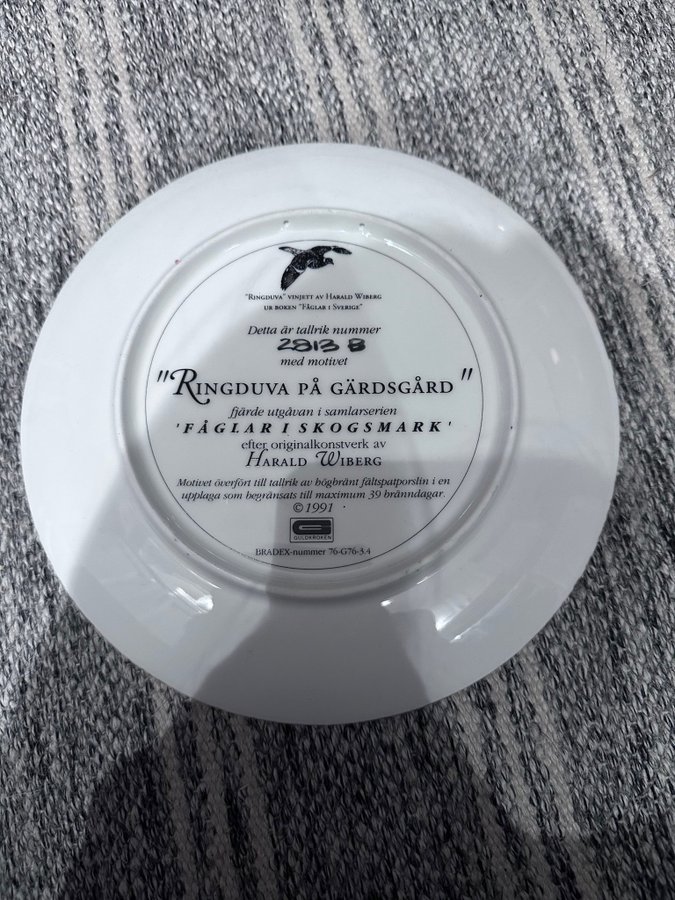 "RINGDUVA" VINJETT AV HARALD WIBERG
UR BOKEN "FÅGLAR I SVERIGE"
Detta är tallrik nummer
2813 B
med motivet
"RINGDUVA PÅ GÄRDSGÅRD"
fjärde utgåvan i samlarserien
'FÅGLAR I SKOGSMARK'
efter originalkonstverk av
HARALD WIBERG
Motivet överfört till tallrik av högbränt fältspatporslin i en
upplaga som begränsats till maximum 39 bränndagar.
©1991
G
GULDKROKEN
BRADEX-nummer 76-G76-3.4